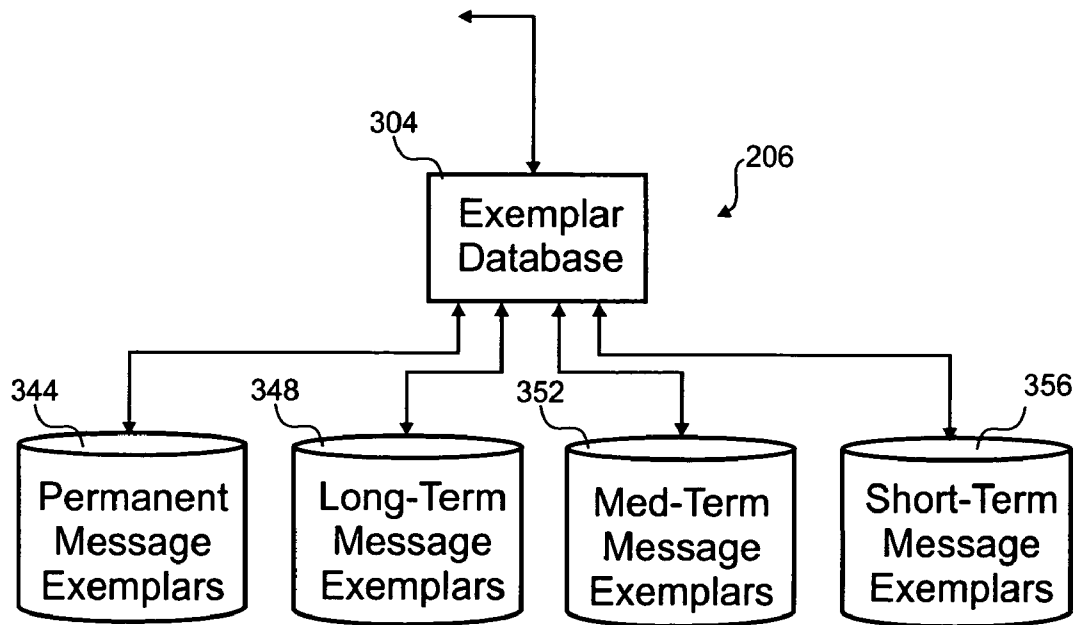 304
206
Exemplar
Database
344
348
352
356
Permanent
Message
Exemplars
Long-Term
Message
Exemplars
Med-Term
Message
Exemplars
Short-Term
Message
Exemplars